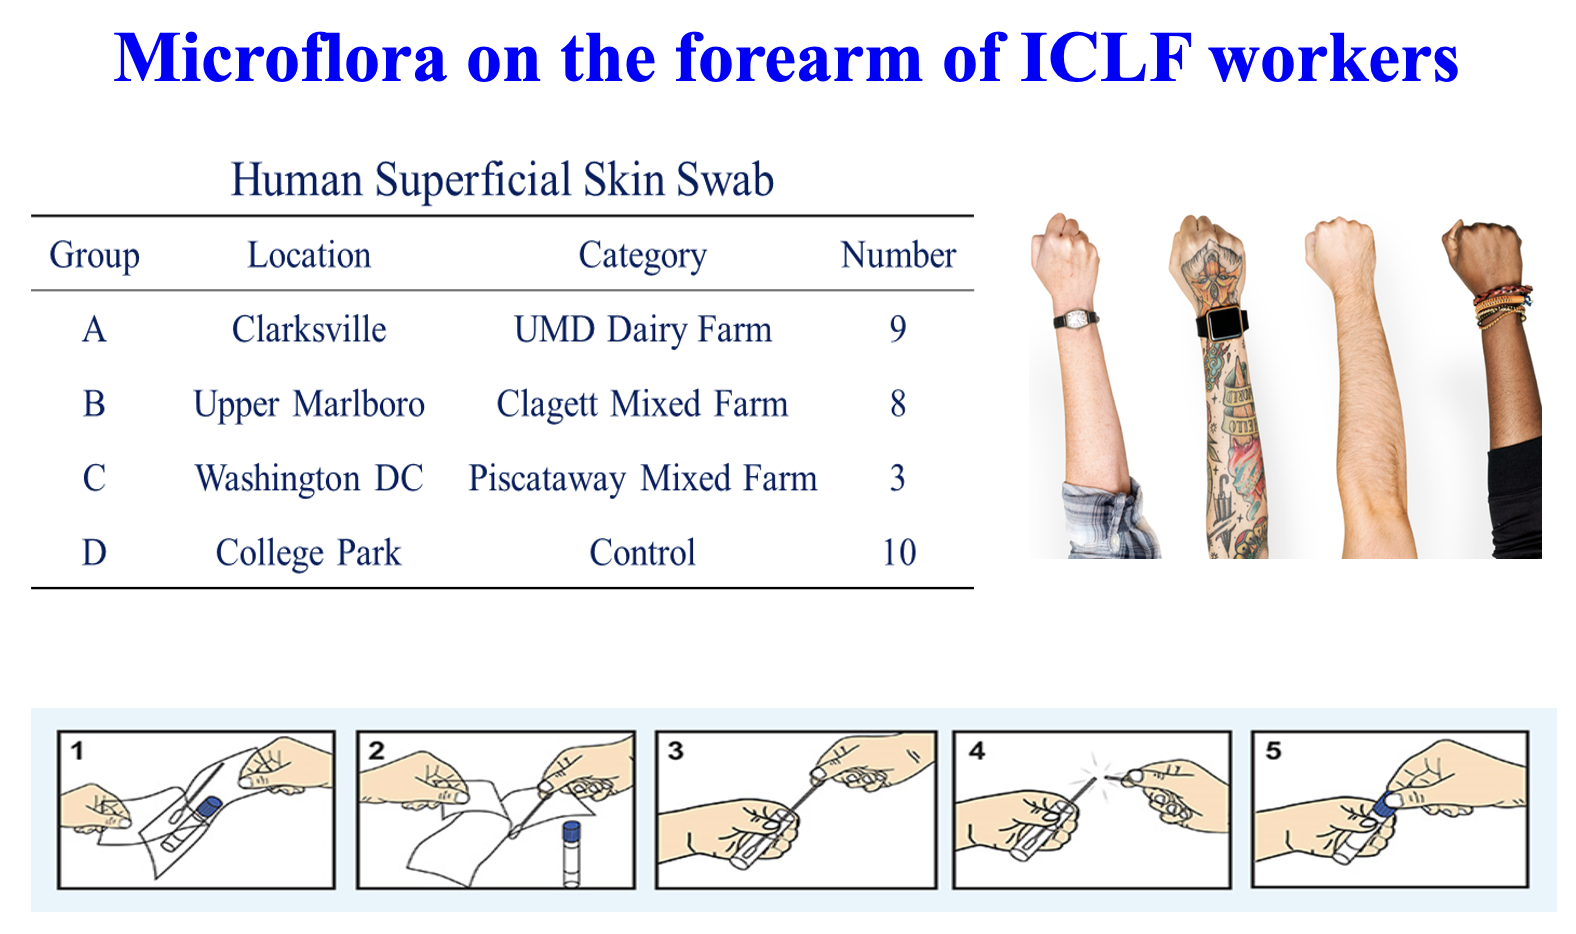 Microflora on the forearm of ICLF workers
Human Superficial Skin Swab
Group Location Category Number
A Clarksville UMD Dairy Farm 9
B Upper Marlboro Clagett Mixed Farm 8
C Washington DC Piscataway Mixed Farm 3
D College Park Control 10
1 2 3 4 5